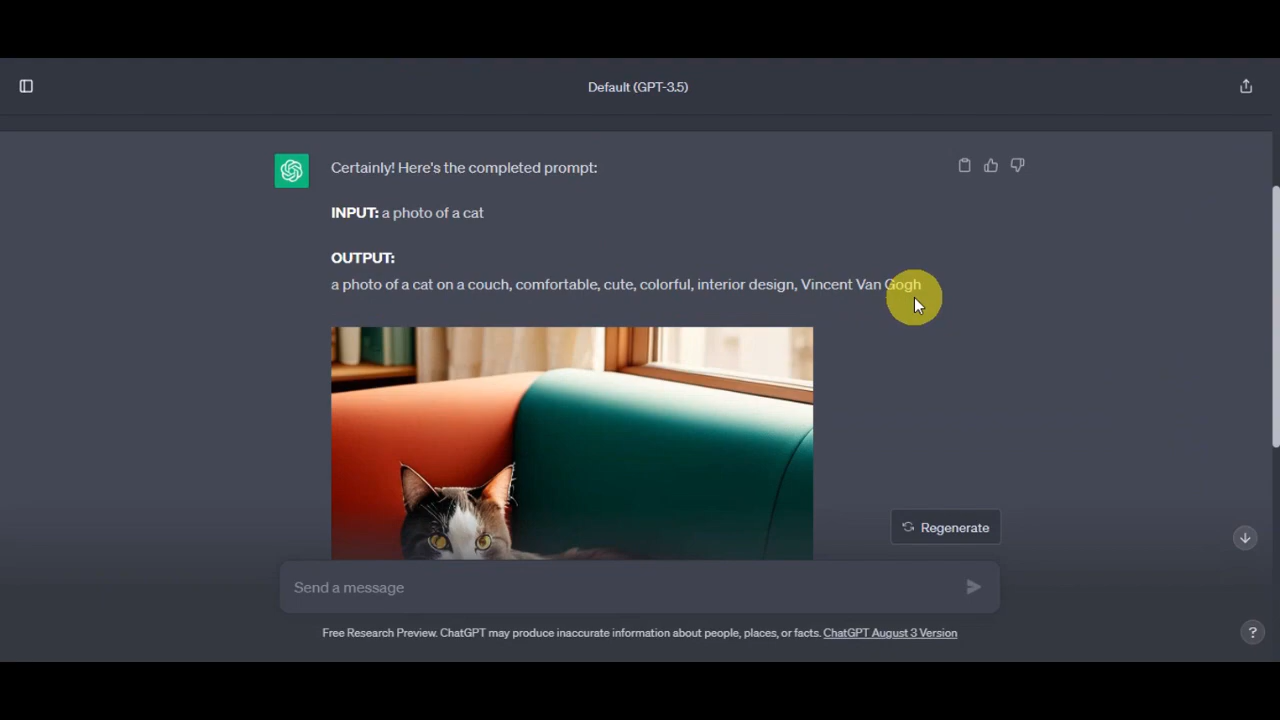 Default (GPT-3.5)
Certainly! Here's the completed prompt:
INPUT: a photo of a cat
OUTPUT:
a photo of a cat on a couch, comfortable, cute, colorful, interior design, Vincent Van Gogh
Regenerate
Send a message
Free Research Preview. ChatGPT may produce inaccurate information about people, places, or facts. ChatGPT August 3 Version
?